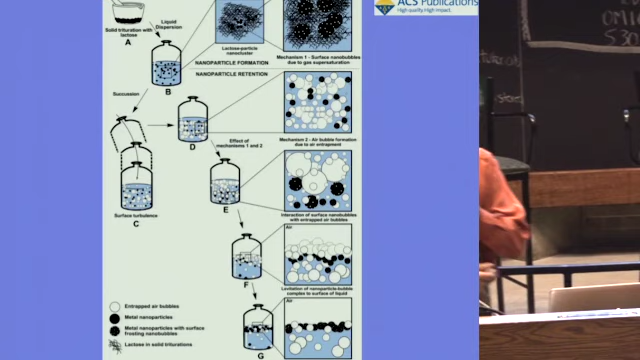 ACS Publications
High quality. High impact.
Solid trituration with
lactose
A
Liquid
Dispersion
B
Lactose-particle
nanocluster
Mechanism 1 - Surface nanobubbles
due to gas supersaturation
NANOPARTICLE FORMATION
NANOPARTICLE RETENTION
Succussion
D
Mechanism 2 - Air bubble formation
due to air entrapment
Effect of
mechanisms 1 and 2
E
Surface turbulence
C
Interaction of surface nanobubbles
with entrapped air bubbles
Air
F
Levitation of nanoparticle-bubble
complex to surface of liquid
Air
G
Entrapped air bubbles
Metal nanoparticles
Metal nanoparticles with surface
frosting nanobubbles
Lactose in solid triturations